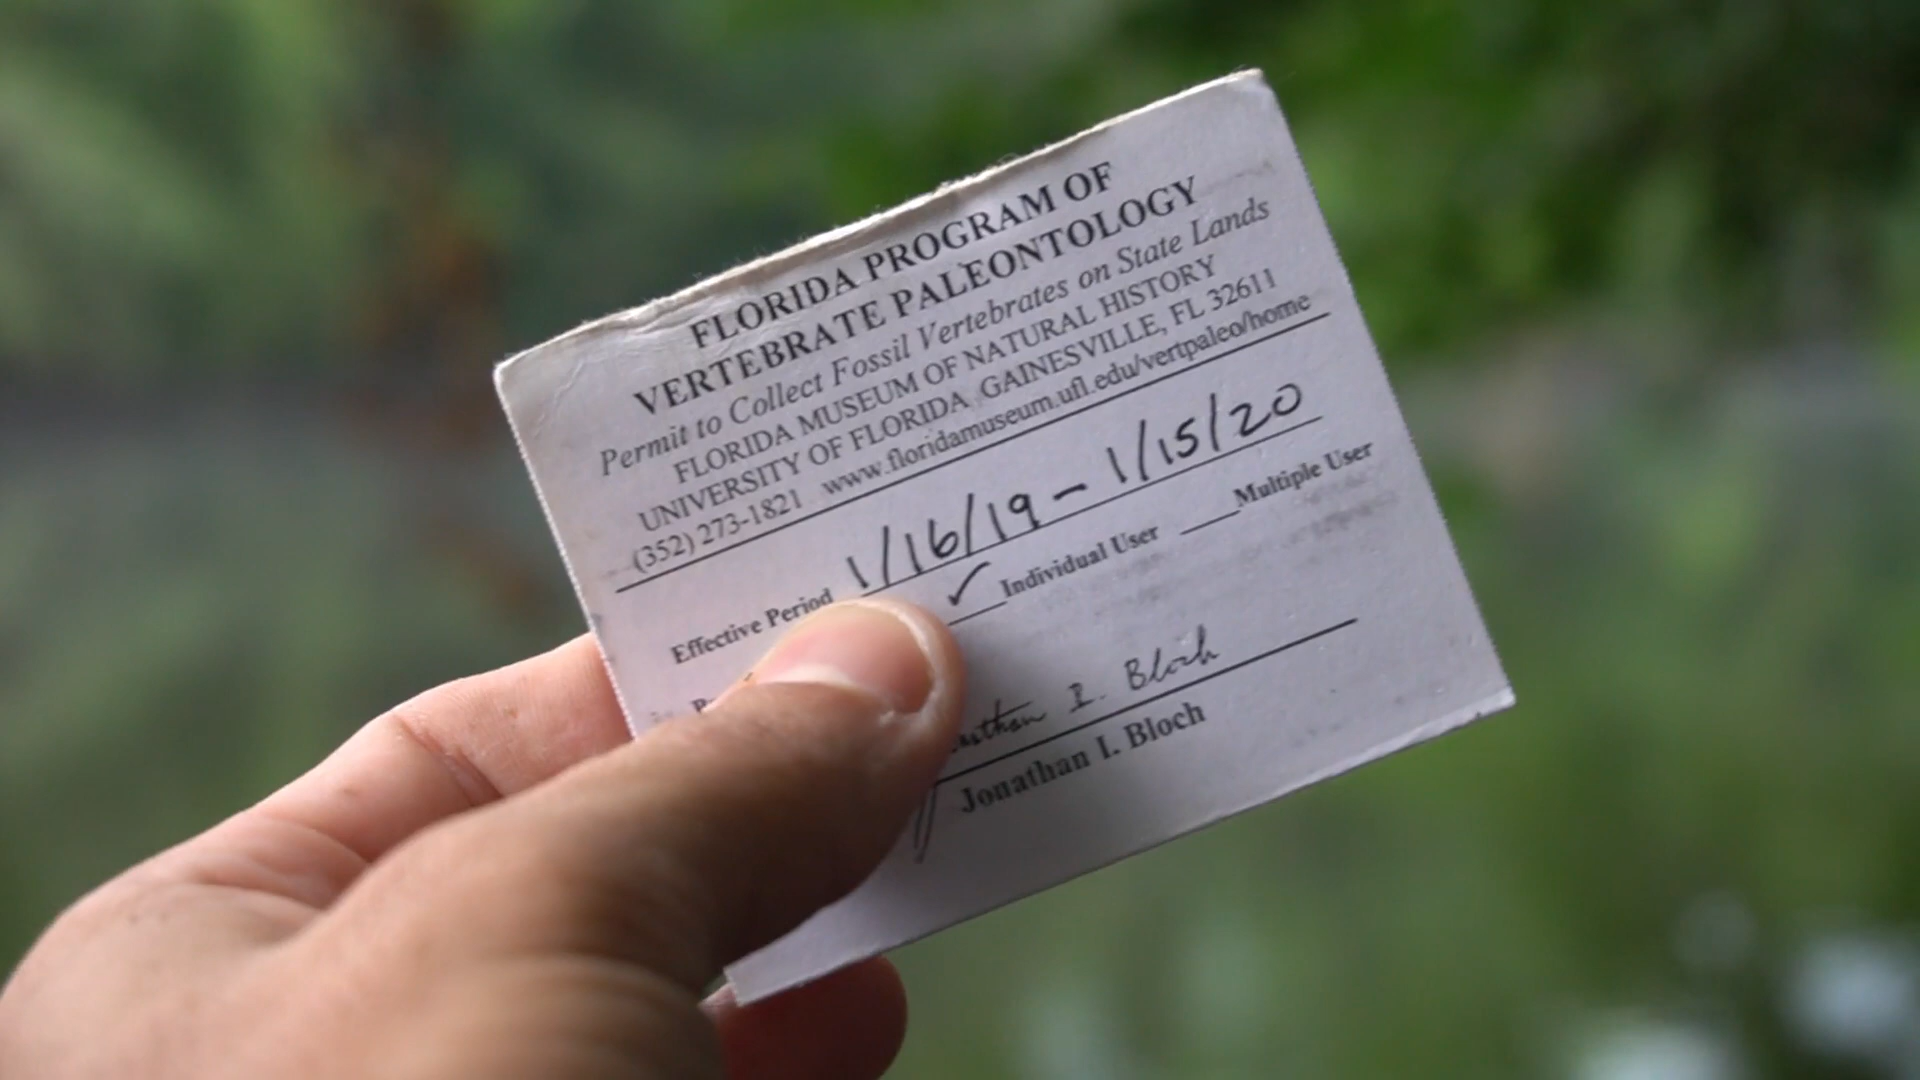 FLORIDA PROGRAM OF
VERTEBRATE PALEONTOLOGY
Permit to Collect Fossil Vertebrates on State Lands
FLORIDA MUSEUM OF NATURAL HISTORY
UNIVERSITY OF FLORIDA GAINESVILLE, FL 32611
(352) 273-1821 www.floridamuseum.ufl.edu/vertpaleo/home
Effective Period 1/16/19 - 1/15/20
✓ Individual User ___Multiple User
I. Bloch
Jonathan I. Bloch